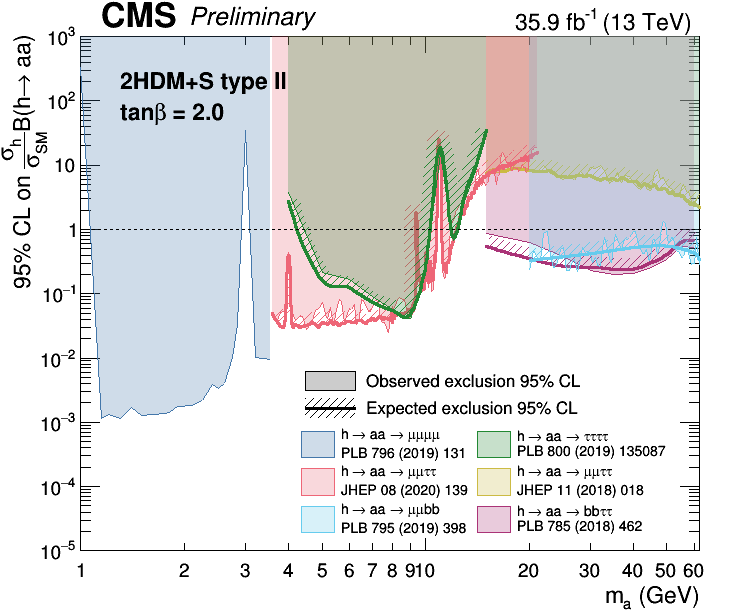 CMS Preliminary 35.9 fb⁻¹ (13 TeV)
95% CL on σₕ/σ_SM B(h→ aa)
2HDM+S type II
tanβ = 2.0
10³
10²
10
1
10⁻¹
10⁻²
10⁻³
10⁻⁴
10⁻⁵
Observed exclusion 95% CL
Expected exclusion 95% CL
h → aa → μμμμ
PLB 796 (2019) 131
h → aa → ττττ
PLB 800 (2019) 135087
h → aa → μμττ
JHEP 08 (2020) 139
h → aa → μμττ
JHEP 11 (2018) 018
h → aa → μμbb
PLB 795 (2019) 398
h → aa → bbττ
PLB 785 (2018) 462
1 2 3 4 5 6 7 8 910 20 30 40 50 60
mₐ (GeV)